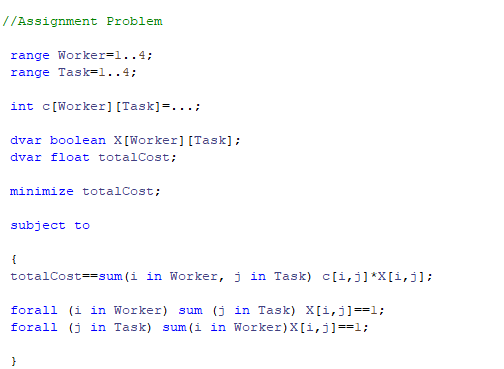 //Assignment Problem
range Worker=1..4;
range Task=1..4;
int c[Worker][Task]=...;
dvar boolean X[Worker][Task];
dvar float totalCost;
minimize totalCost;
subject to
{
totalCost==sum(i in Worker, j in Task) c[i,j]*X[i,j];
forall (i in Worker) sum (j in Task) X[i,j]==1;
forall (j in Task) sum(i in Worker)X[i,j]==1;
}